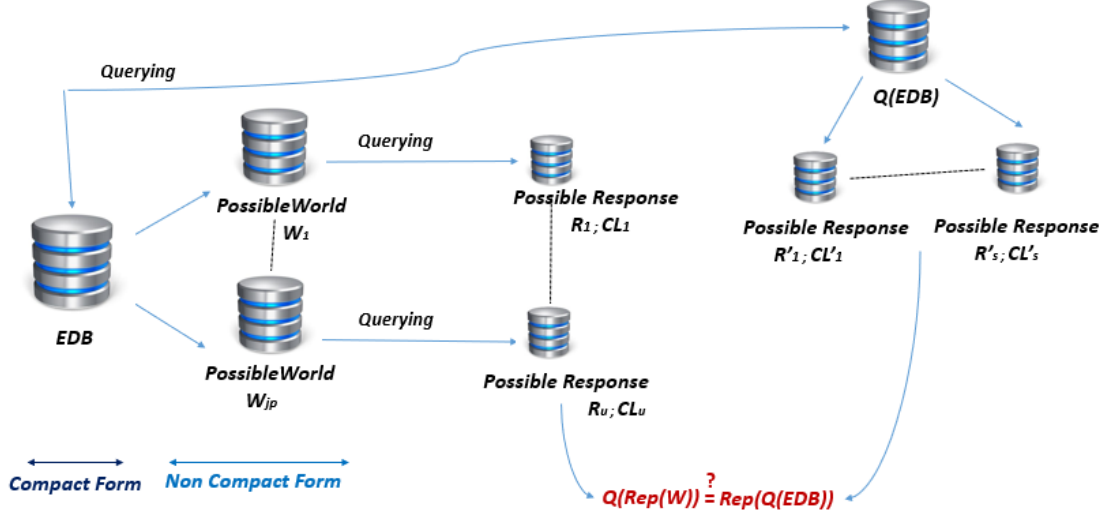 Querying
Q(EDB)
Querying
PossibleWorld
W1
Possible Response
R1 ; CL1
Possible Response
R'1 ; CL'1
Possible Response
R's ; CL's
EDB
Querying
PossibleWorld
Wjp
Possible Response
Ru ; CLu
Compact Form
Non Compact Form
?
Q(Rep(W)) = Rep(Q(EDB))